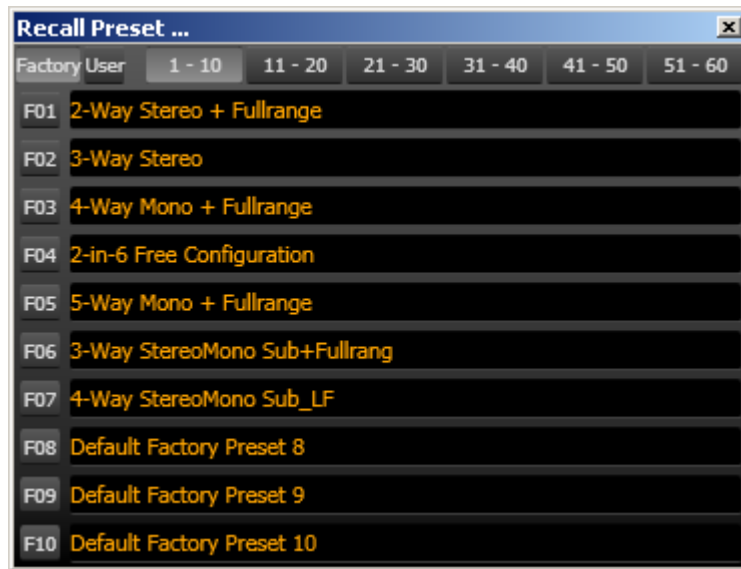 Recall Preset ...
Factory User 1 - 10 11 - 20 21 - 30 31 - 40 41 - 50 51 - 60
F01 2-Way Stereo + Fullrange
F02 3-Way Stereo
F03 4-Way Mono + Fullrange
F04 2-in-6 Free Configuration
F05 5-Way Mono + Fullrange
F06 3-Way StereoMono Sub+Fullrang
F07 4-Way StereoMono Sub_LF
F08 Default Factory Preset 8
F09 Default Factory Preset 9
F10 Default Factory Preset 10